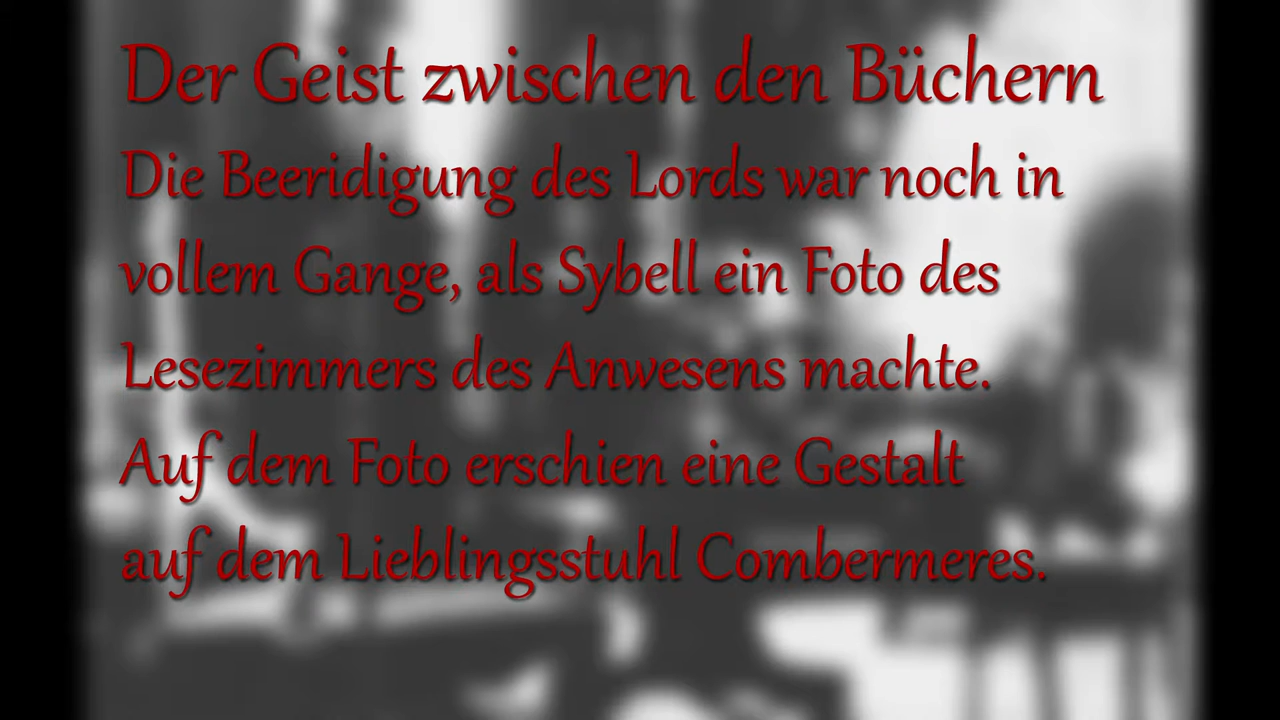 Der Geist zwischen den Büchern
Die Beeridigung des Lords war noch in
vollem Gange, als Sybell ein Foto des
Lesezimmers des Anwesens machte.
Auf dem Foto erschien eine Gestalt
auf dem Lieblingsstuhl Combermeres.